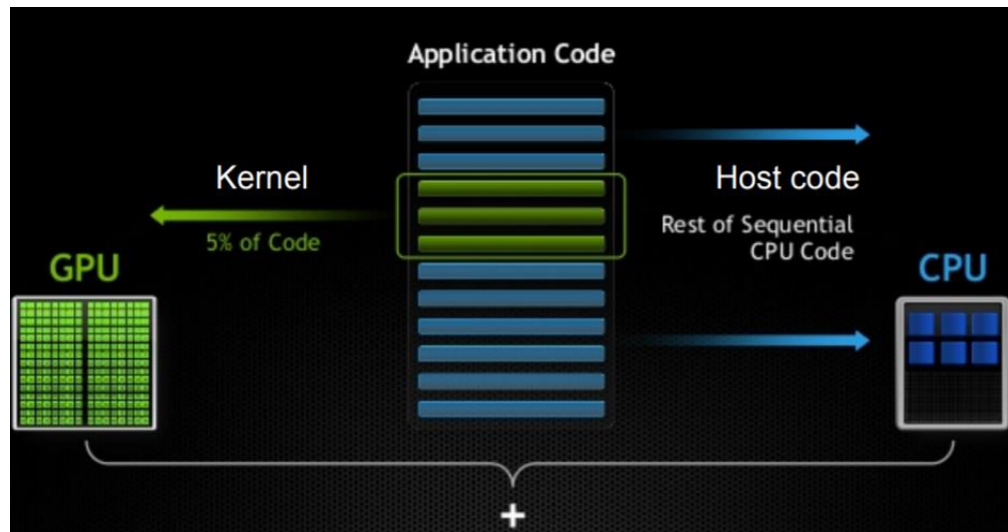 Application Code
Kernel
5% of Code
GPU
Host code
Rest of Sequential
CPU Code
CPU
+